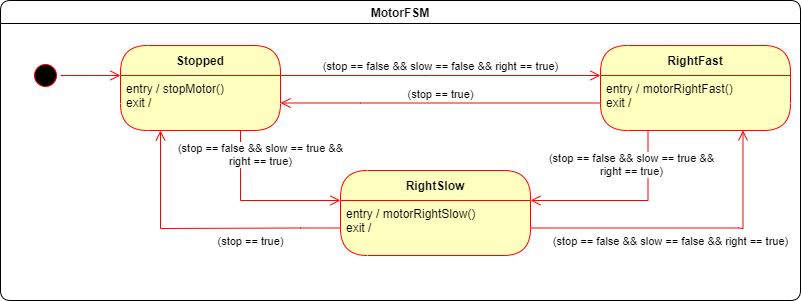 MotorFSM
Stopped
entry / stopMotor()
exit /
(stop == false && slow == false && right == true)
(stop == true)
RightFast
entry / motorRightFast()
exit /
(stop == false && slow == true &&
right == true)
(stop == false && slow == true &&
right == true)
RightSlow
entry / motorRightSlow()
exit /
(stop == true)
(stop == false && slow == false && right == true)